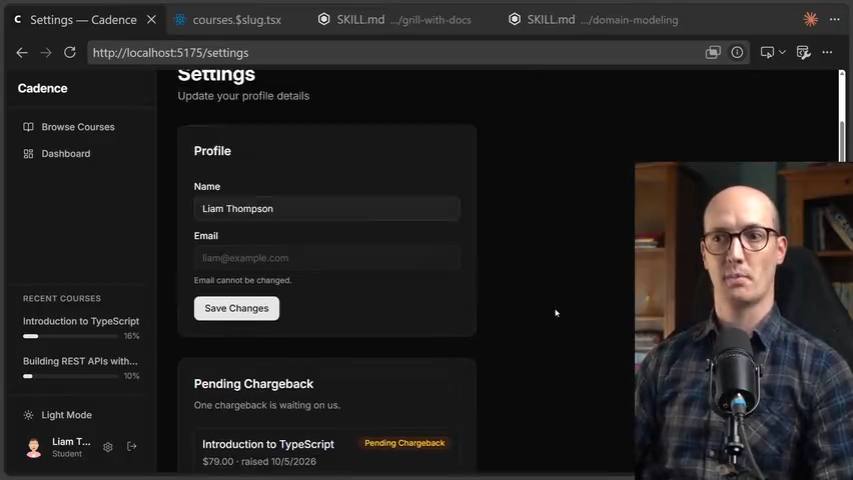 Settings — Cadence
courses.$slug.tsx
SKILL.md .../grill-with-docs
SKILL.md .../domain-modeling
http://localhost:5175/settings
Cadence
Browse Courses
Dashboard
RECENT COURSES
Introduction to TypeScript
16%
Building REST APIs with...
10%
Light Mode
Liam T...
Student
Settings
Update your profile details
Profile
Name
Liam Thompson
Email
liam@example.com
Email cannot be changed.
Save Changes
Pending Chargeback
One chargeback is waiting on us.
Introduction to TypeScript
Pending Chargeback
$79.00 · raised 10/5/2026